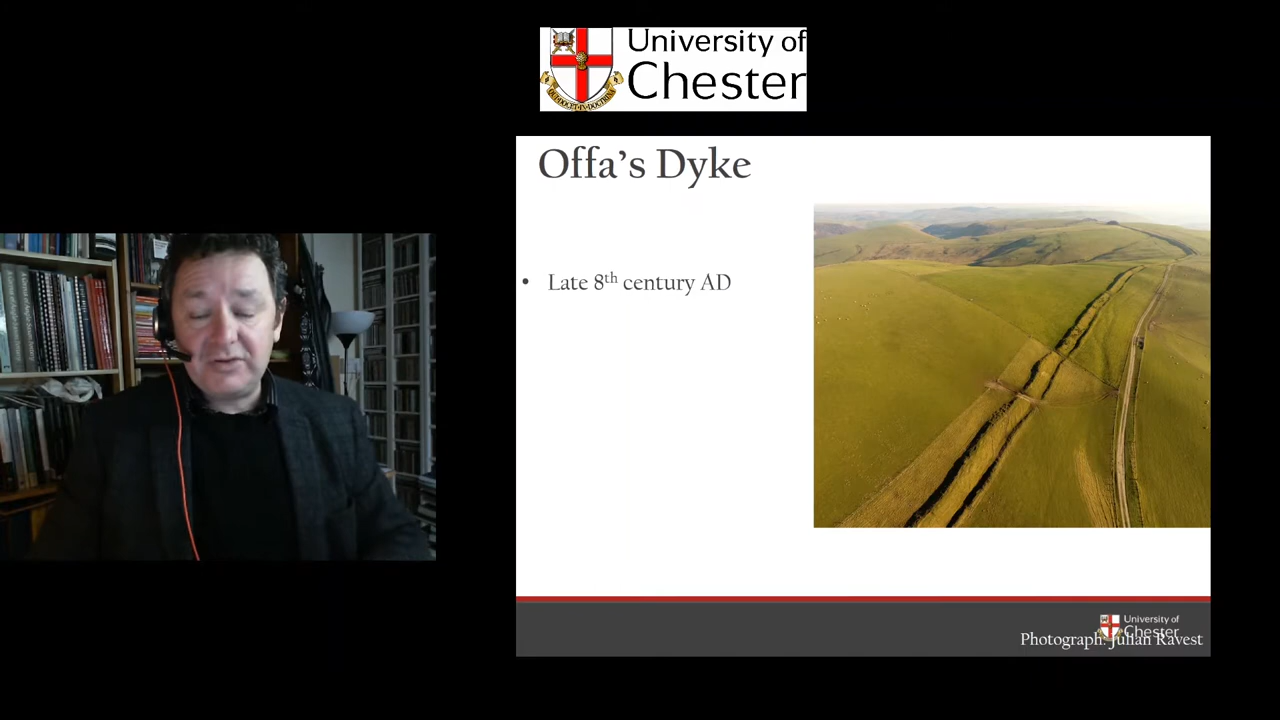 University of
Chester
Offa's Dyke
• Late 8th century AD
University of
Chester
Photograph: Julian Ravest